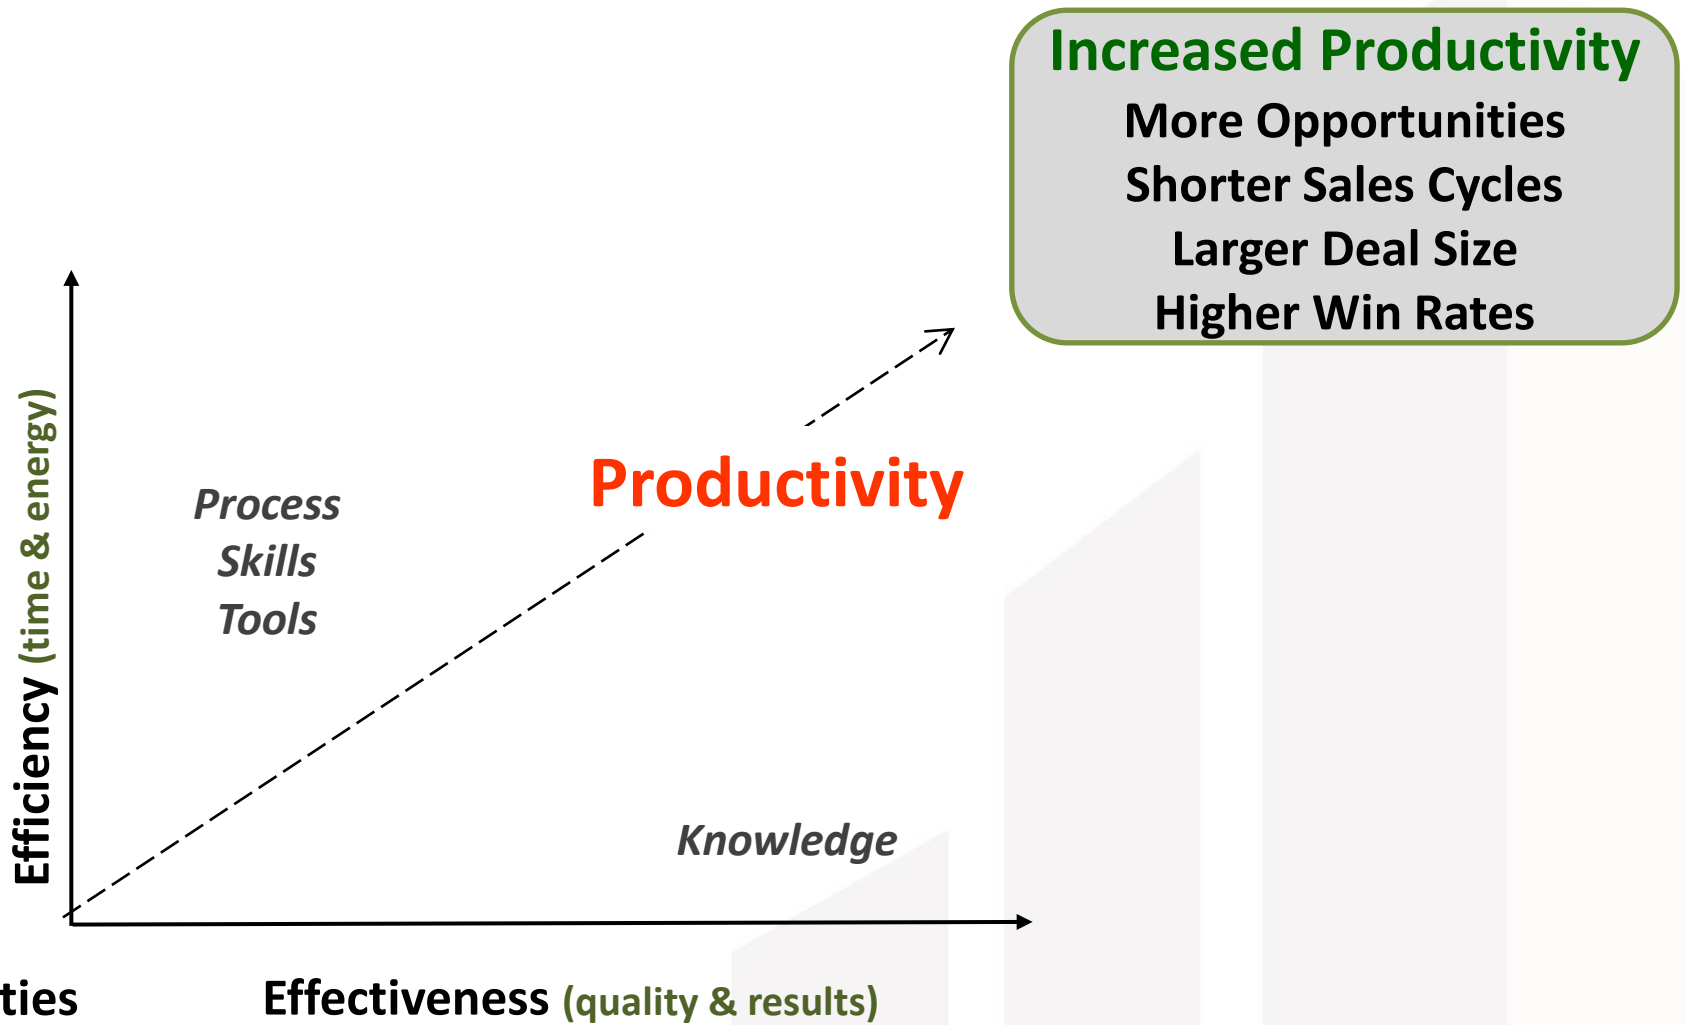 Increased Productivity
More Opportunities
Shorter Sales Cycles
Larger Deal Size
Higher Win Rates
Efficiency (time & energy)
Process
Skills
Tools
Productivity
Knowledge
ties
Effectiveness (quality & results)